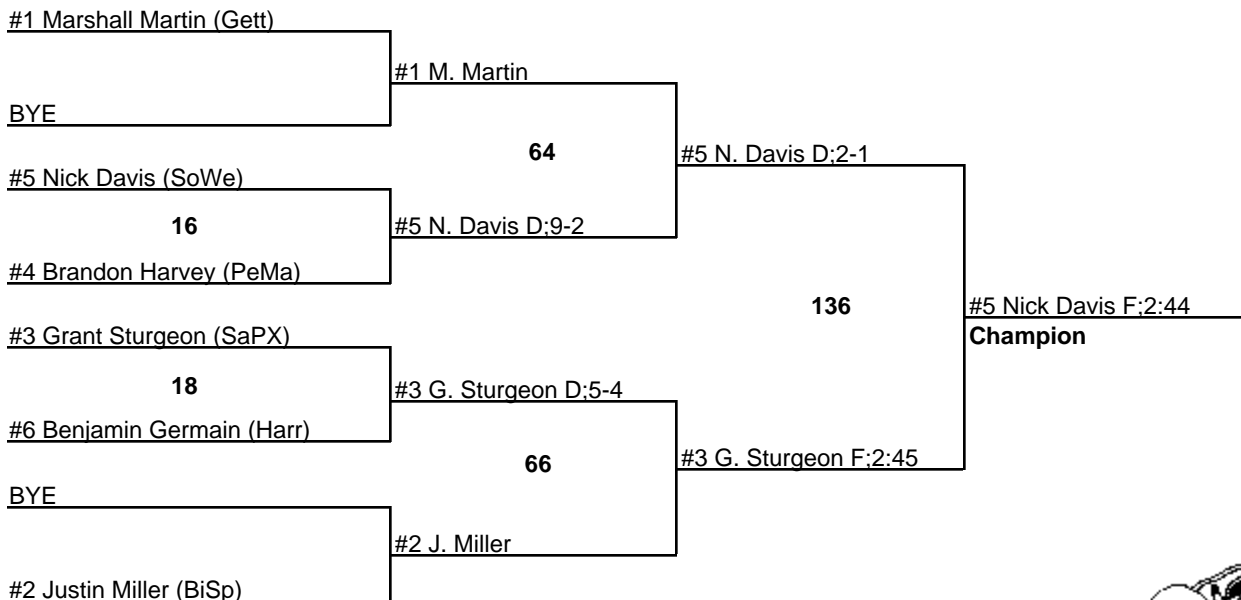 #1 Marshall Martin (Gett)
#1 M. Martin
BYE
64
#5 N. Davis D;2-1
#5 Nick Davis (SoWe)
16
#5 N. Davis D;9-2
#4 Brandon Harvey (PeMa)
136
#5 Nick Davis F;2:44
Champion
#3 Grant Sturgeon (SaPX)
18
#3 G. Sturgeon D;5-4
#6 Benjamin Germain (Harr)
66
#3 G. Sturgeon F;2:45
BYE
#2 J. Miller
#2 Justin Miller (BiSp)